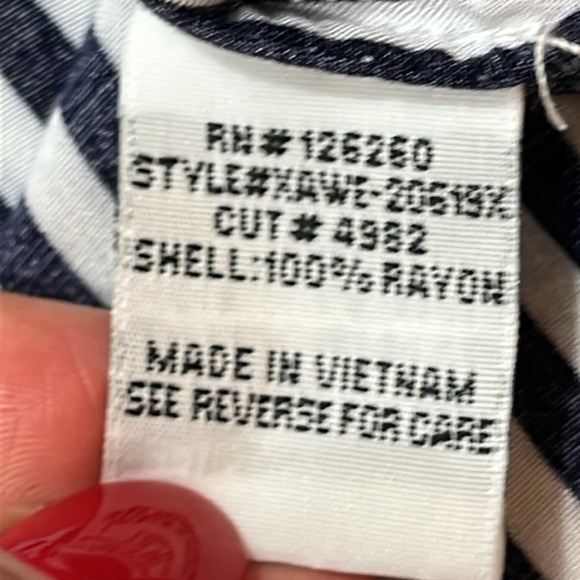 RN# 126260
STYLE#XAWE-20619X
CUT# 4982
SHELL:100% RAYON
MADE IN VIETNAM
SEE REVERSE FOR CARE